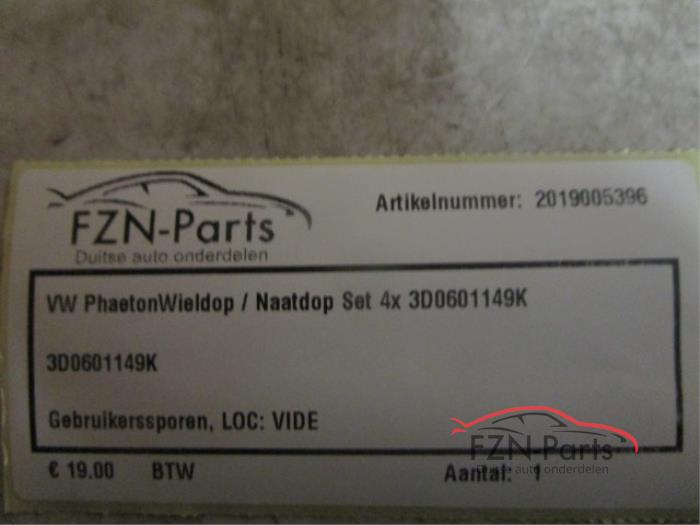 FZN-Parts
Duitse auto onderdelen
Artikelnummer: 2019005396
VW PhaetonWieldop / Naatdop Set 4x 3D0601149K
3D0601149K
Gebruikerssporen, LOC: VIDE
€ 19.00 BTW Aantal: 1
FZN-Parts
Duitse auto onderdelen